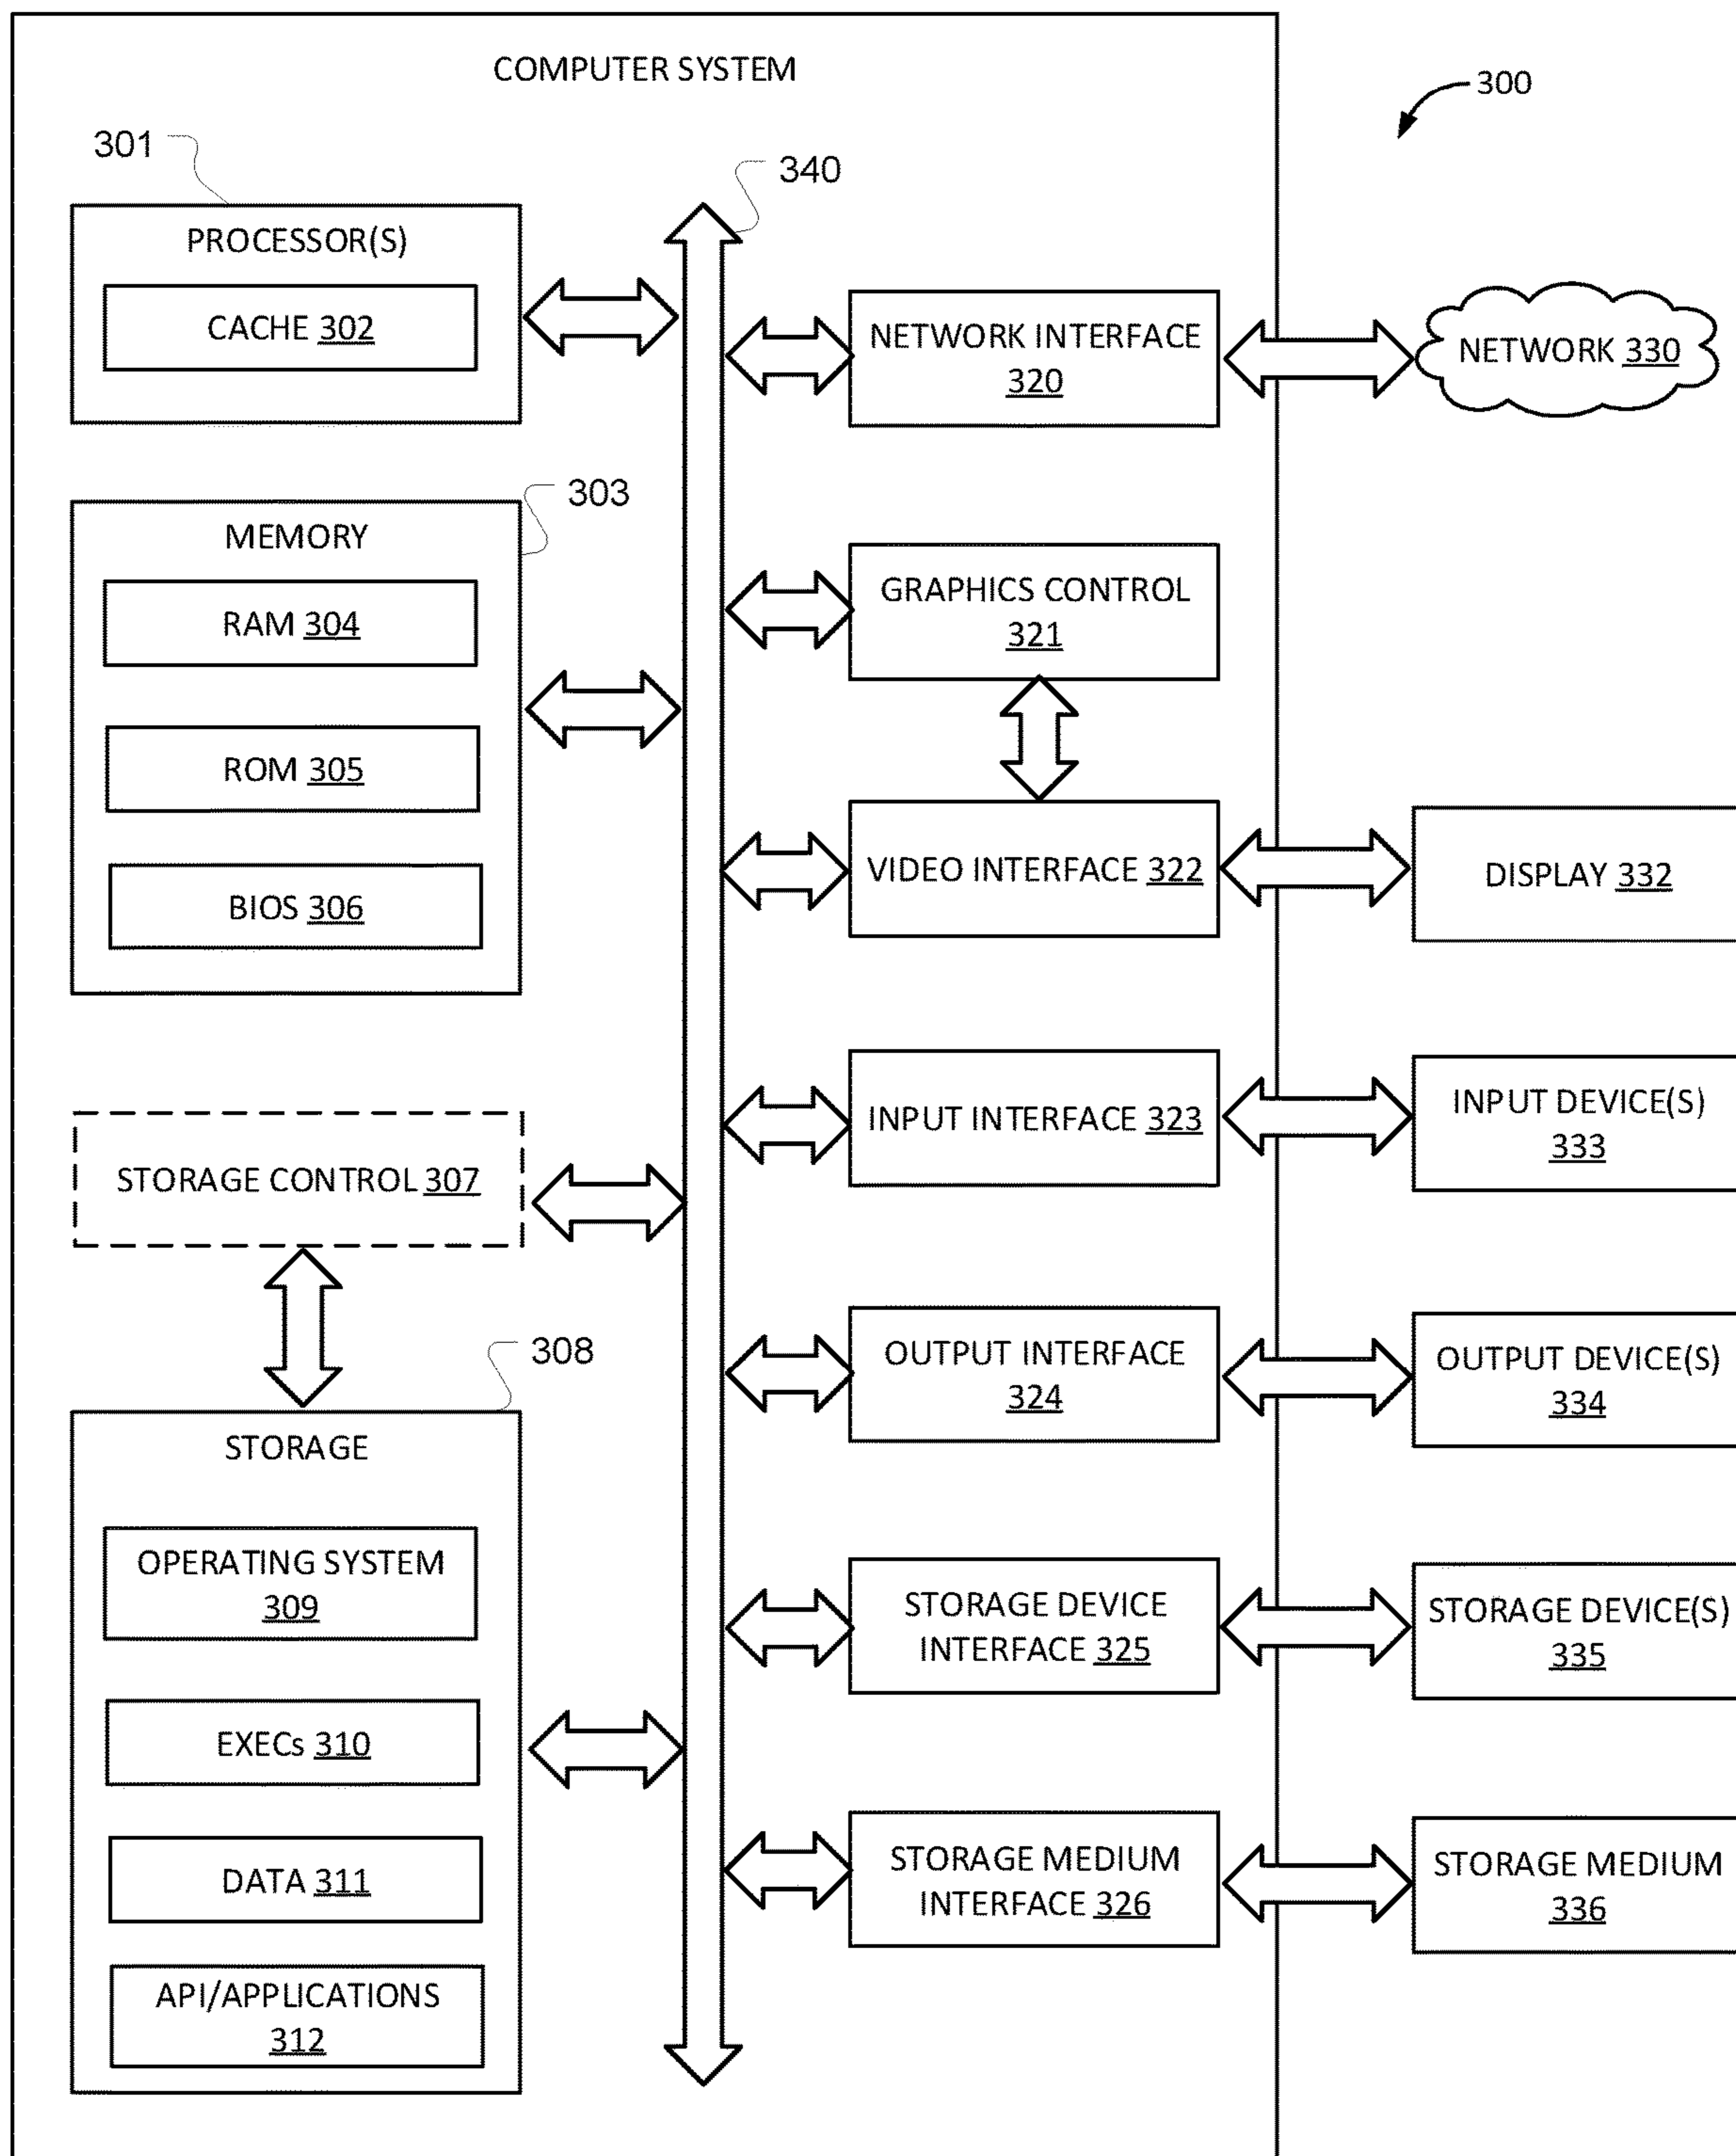 COMPUTER SYSTEM
300
301
340
PROCESSOR(S)
CACHE 302
NETWORK INTERFACE
320
NETWORK 330
303
MEMORY
RAM 304
ROM 305
BIOS 306
GRAPHICS CONTROL
321
VIDEO INTERFACE 322
DISPLAY 332
STORAGE CONTROL 307
INPUT INTERFACE 323
INPUT DEVICE(S)
333
308
STORAGE
OPERATING SYSTEM
309
EXECs 310
DATA 311
API/APPLICATIONS
312
OUTPUT INTERFACE
324
OUTPUT DEVICE(S)
334
STORAGE DEVICE
INTERFACE 325
STORAGE DEVICE(S)
335
STORAGE MEDIUM
INTERFACE 326
STORAGE MEDIUM
336